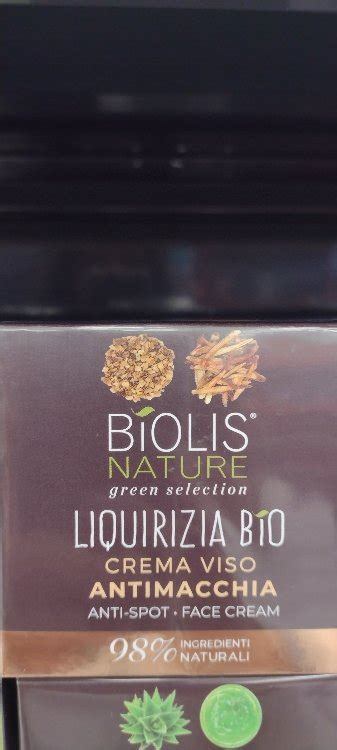 BiOLIS®
NATURE
green selection
LIQUIRIZIA BIO
CREMA VISO
ANTIMACCHIA
ANTI-SPOT • FACE CREAM
98% INGREDIENTI
NATURALI